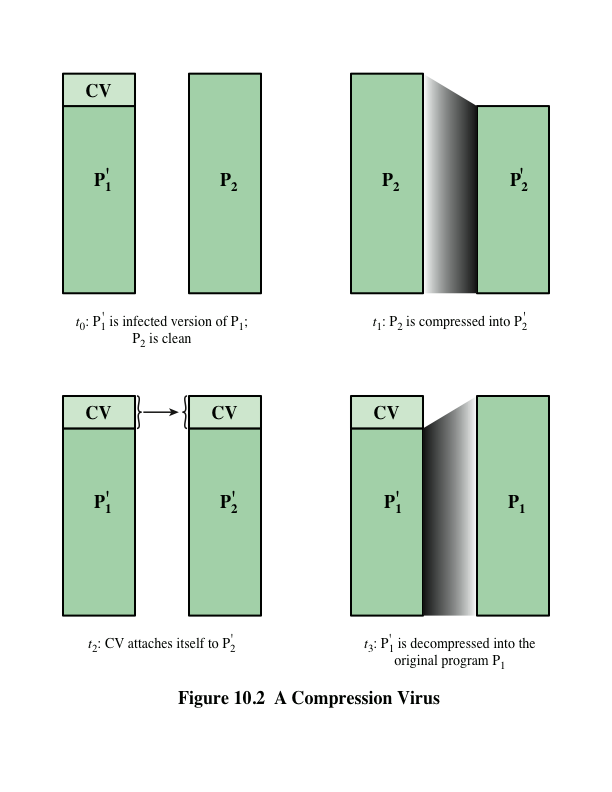 CV
P'1
P2
P2
P'2
t0: P'1 is infected version of P1;
P2 is clean
t1: P2 is compressed into P'2
CV
CV
P'1
P'2
CV
P'1
P1
t2: CV attaches itself to P'2
t3: P'1 is decompressed into the
original program P1
Figure 10.2 A Compression Virus